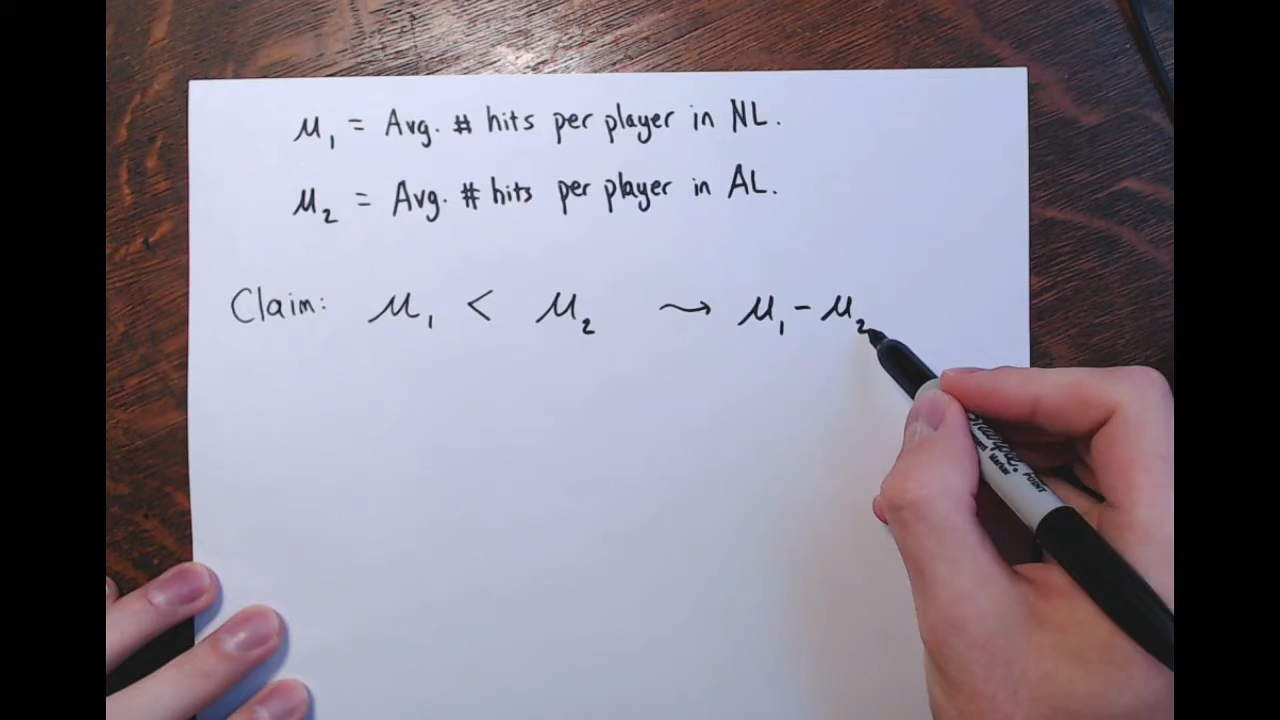 μ₁ = Avg. # hits per player in NL.
μ₂ = Avg. # hits per player in AL.
Claim: μ₁ < μ₂ ⇝ μ₁ - μ₂
POINT